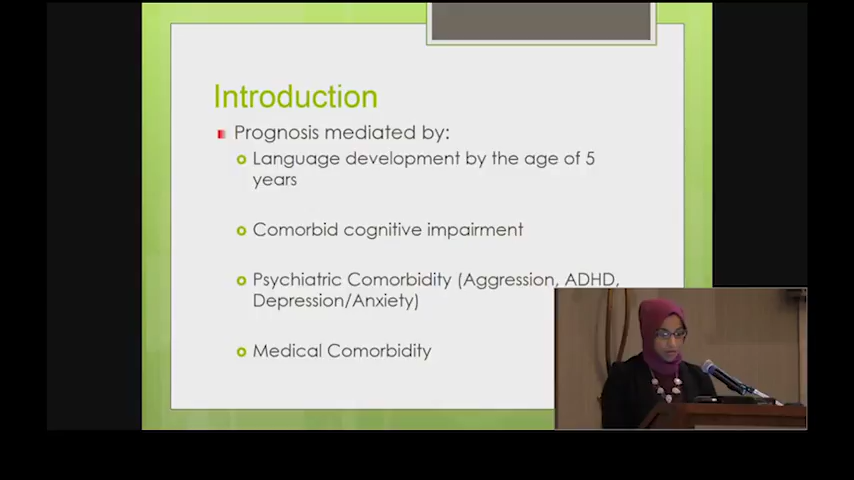 Introduction
Prognosis mediated by:
Language development by the age of 5
years
Comorbid cognitive impairment
Psychiatric Comorbidity (Aggression, ADHD,
Depression/Anxiety)
Medical Comorbidity